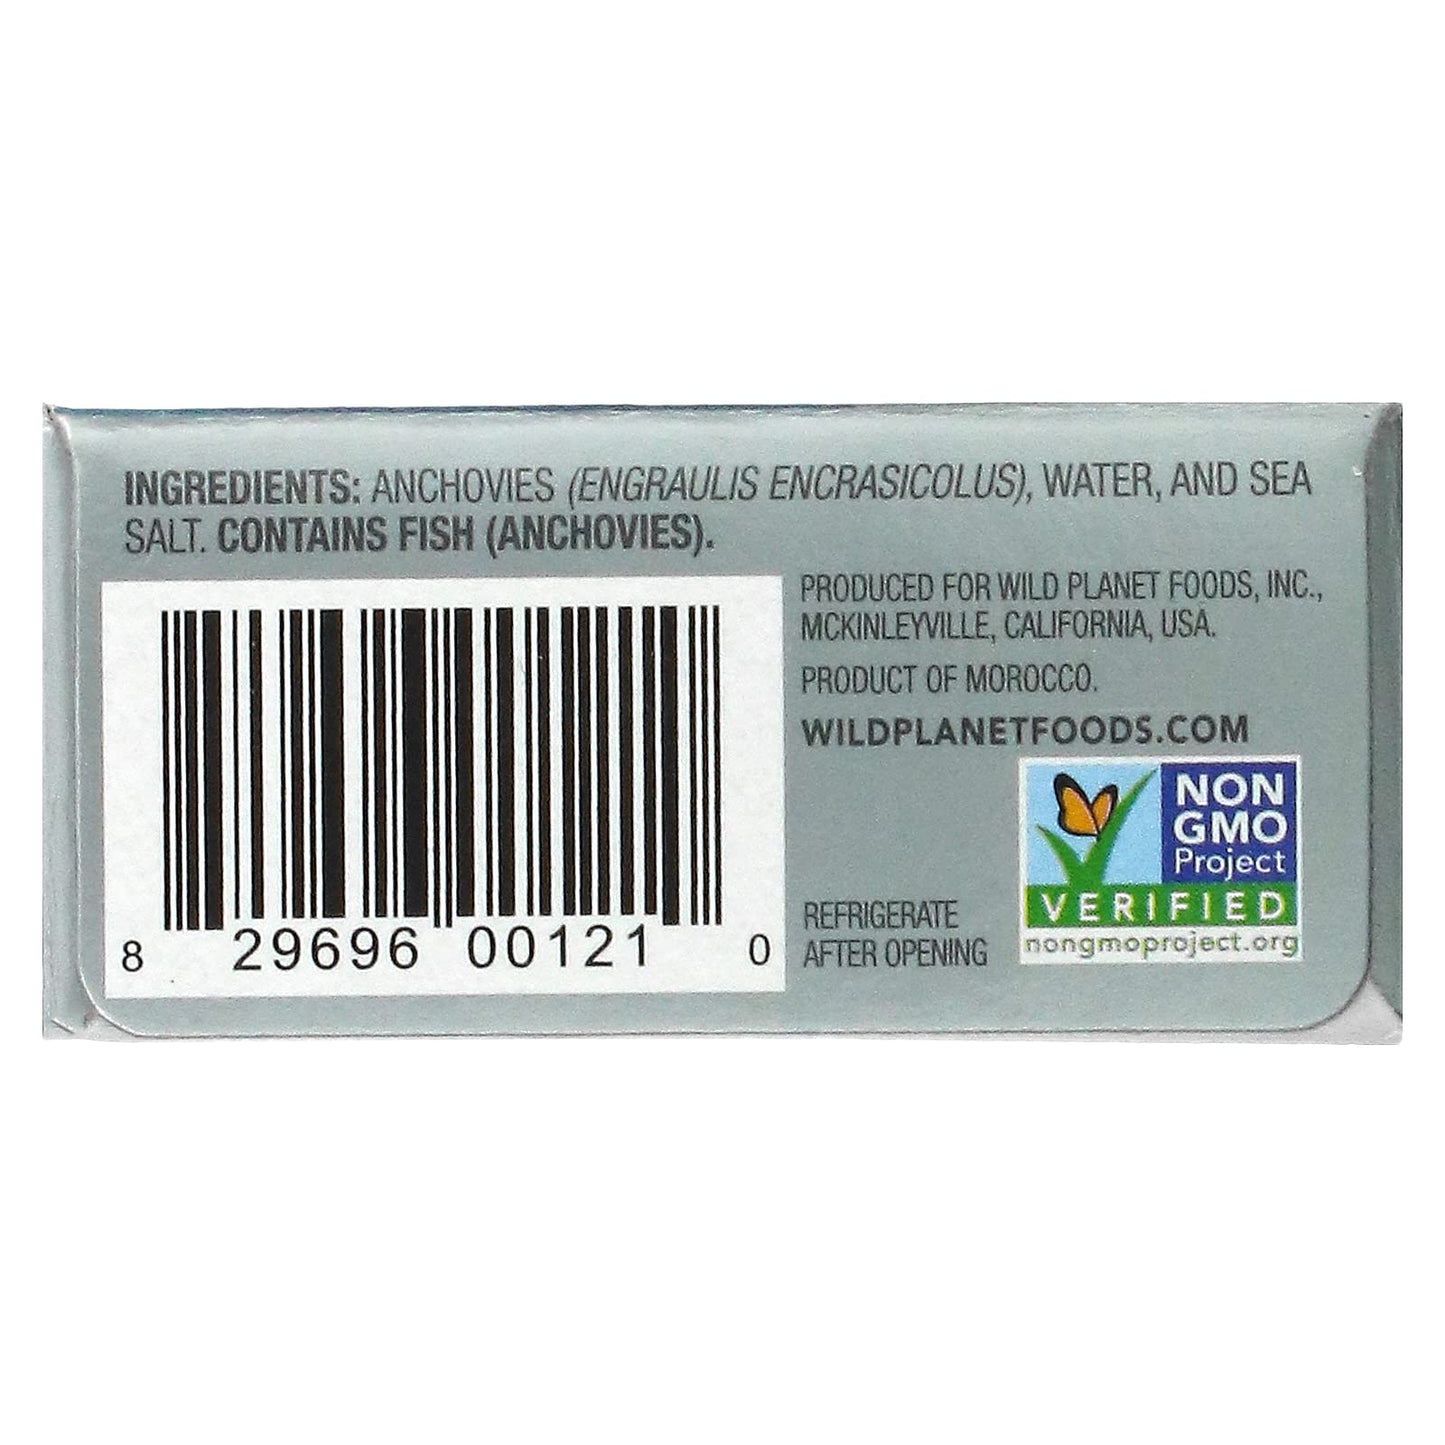 INGREDIENTS: ANCHOVIES (ENGRAULIS ENCRASICOLUS), WATER, AND SEA
SALT. CONTAINS FISH (ANCHOVIES).
PRODUCED FOR WILD PLANET FOODS, INC.,
MCKINLEYVILLE, CALIFORNIA, USA.
PRODUCT OF MOROCCO.
WILDPLANETFOODS.COM
NON
GMO
Project
VERIFIED
nongmoproject.org
REFRIGERATE
AFTER OPENING
8 29696 00121 0